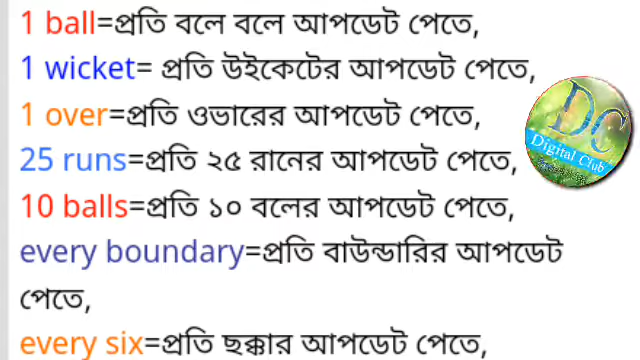 1 ball=প্রতি বলে বলে আপডেট পেতে,
1 wicket= প্রতি উইকেটের আপডেট পেতে,
1 over=প্রতি ওভারের আপডেট পেতে,
25 runs=প্রতি ২৫ রানের আপডেট পেতে,
10 balls=প্রতি ১০ বলের আপডেট পেতে,
every boundary=প্রতি বাউন্ডারির আপডেট
পেতে,
every six=প্রতি ছক্কার আপডেট পেতে,
DC
Digital Club